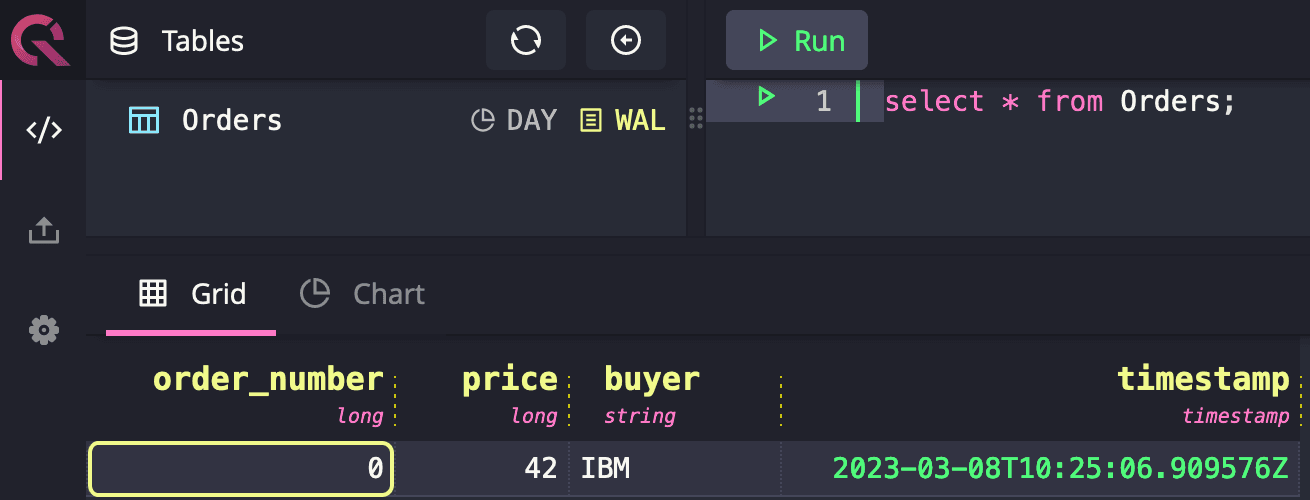 Tables
Run
Orders DAY WAL
1 select * from Orders;
Grid Chart
order_number price buyer timestamp
long long string timestamp
0 42 IBM 2023-03-08T10:25:06.909576Z